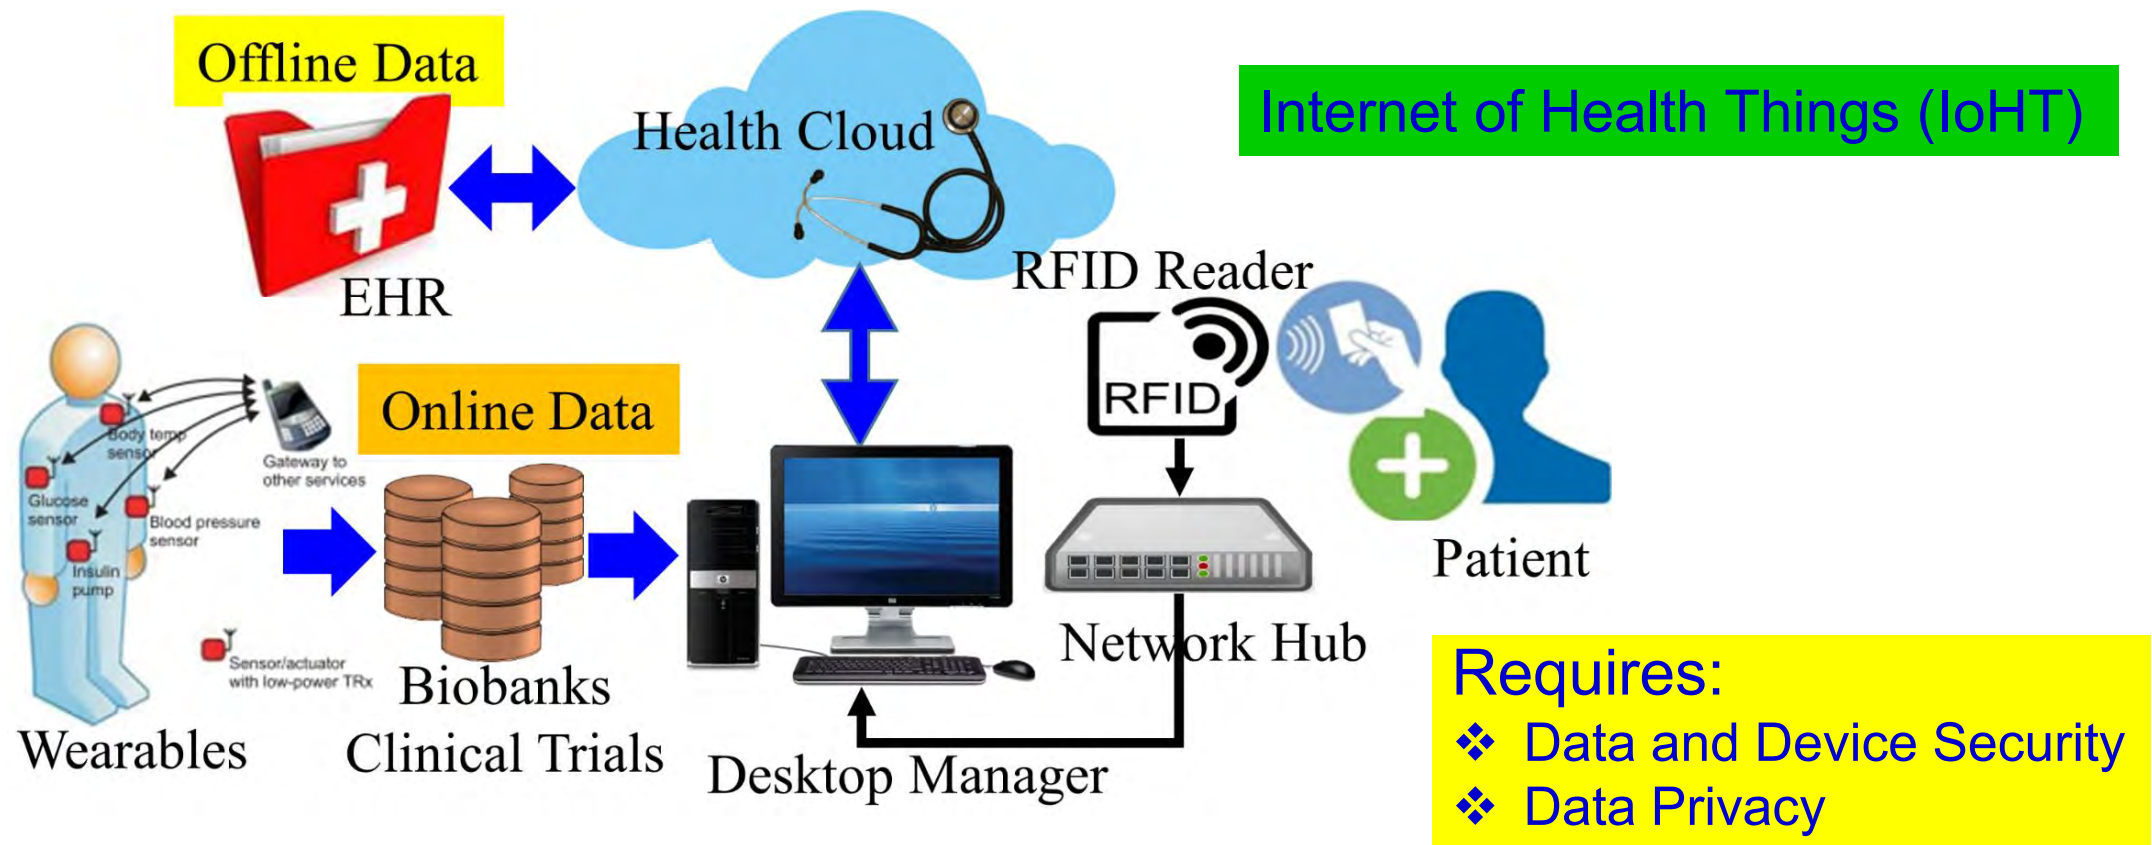 Offline Data
Health Cloud
Internet of Health Things (IoHT)
EHR
RFID Reader
RFID
Online Data
Body temp
sensor
Gateway to
other services
Glucose
sensor
Blood pressure
sensor
Insulin
pump
Sensor/actuator
with low-power TRx
Wearables
Biobanks
Clinical Trials
Desktop Manager
Network Hub
Patient
Requires:
❖ Data and Device Security
❖ Data Privacy